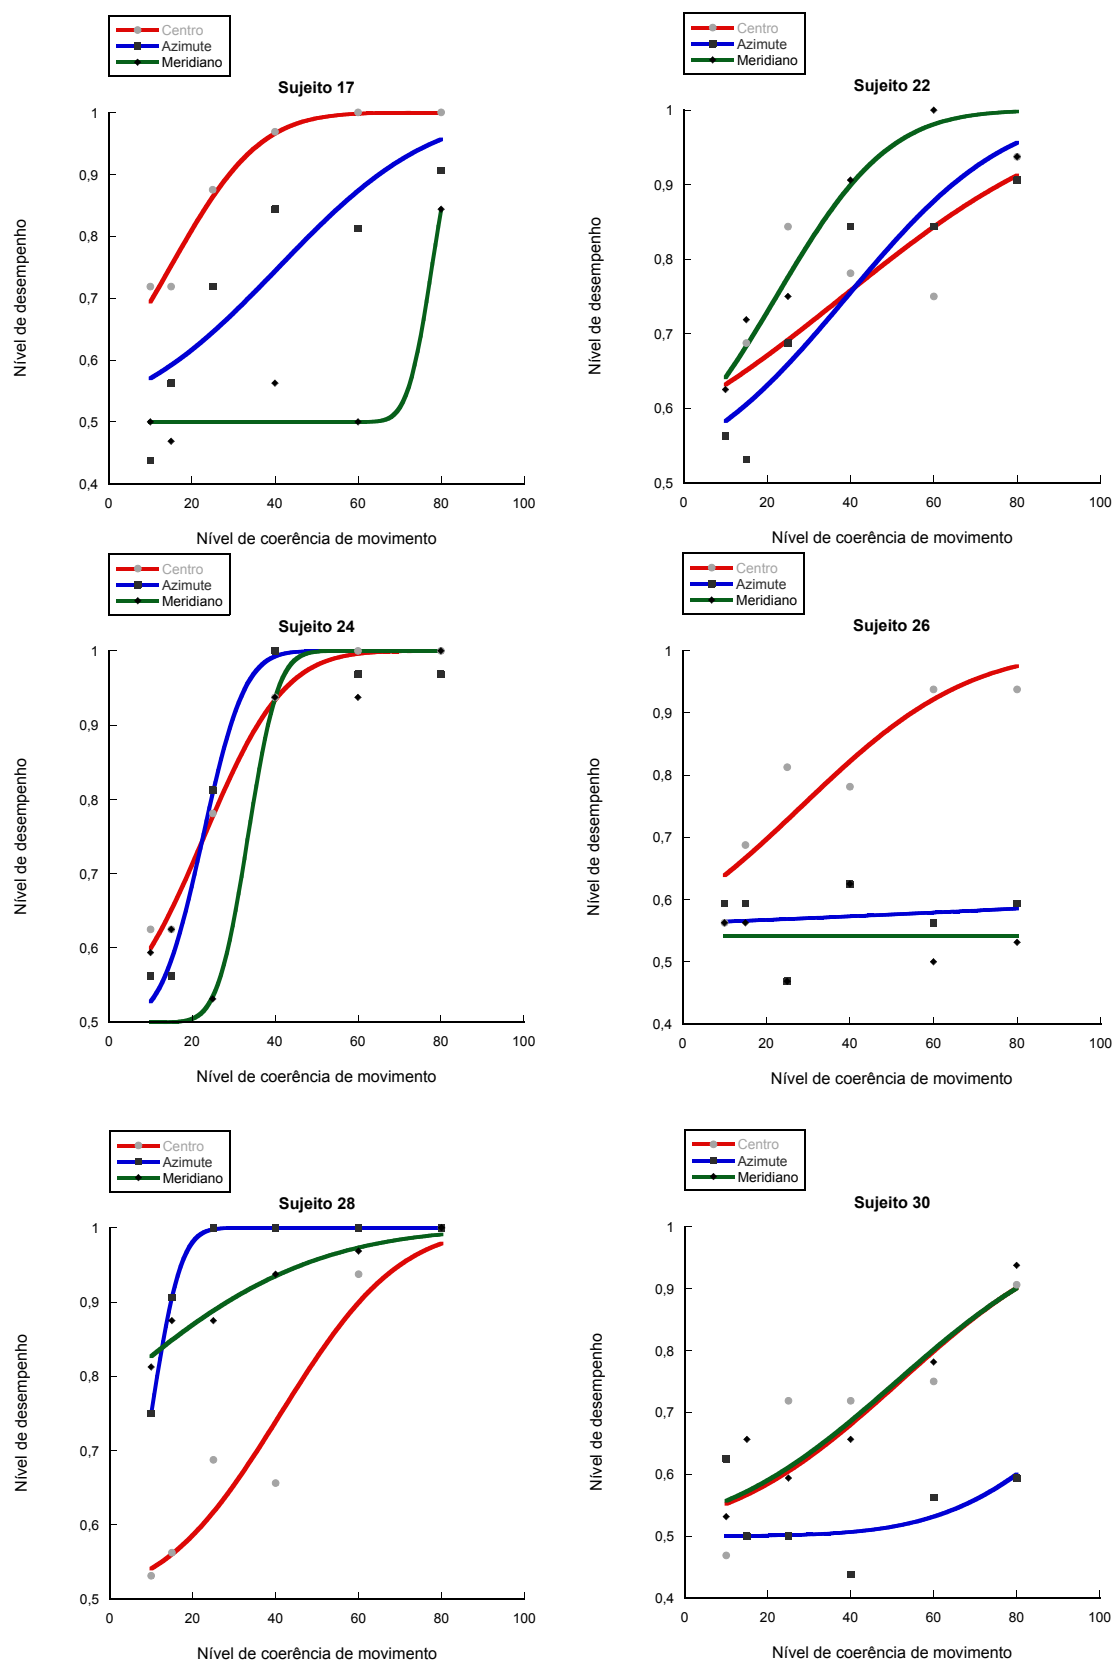 Centro
Azimute
Meridiano
Sujeito 17
1
0,9
0,8
0,7
0,6
0,5
0,4
0 20 40 60 80 100
Nível de desempenho
Nível de coerência de movimento
Centro
Azimute
Meridiano
Sujeito 22
1
0,9
0,8
0,7
0,6
0,5
0 20 40 60 80 100
Nível de desempenho
Nível de coerência de movimento
Centro
Azimute
Meridiano
Sujeito 24
1
0,9
0,8
0,7
0,6
0,5
0 20 40 60 80 100
Nível de desempenho
Nível de coerência de movimento
Centro
Azimute
Meridiano
Sujeito 26
1
0,9
0,8
0,7
0,6
0,5
0,4
0 20 40 60 80 100
Nível de desempenho
Nível de coerência de movimento
Centro
Azimute
Meridiano
Sujeito 28
1
0,9
0,8
0,7
0,6
0,5
0 20 40 60 80 100
Nível de desempenho
Nível de coerência de movimento
Centro
Azimute
Meridiano
Sujeito 30
1
0,9
0,8
0,7
0,6
0,5
0,4
0 20 40 60 80 100
Nível de desempenho
Nível de coerência de movimento